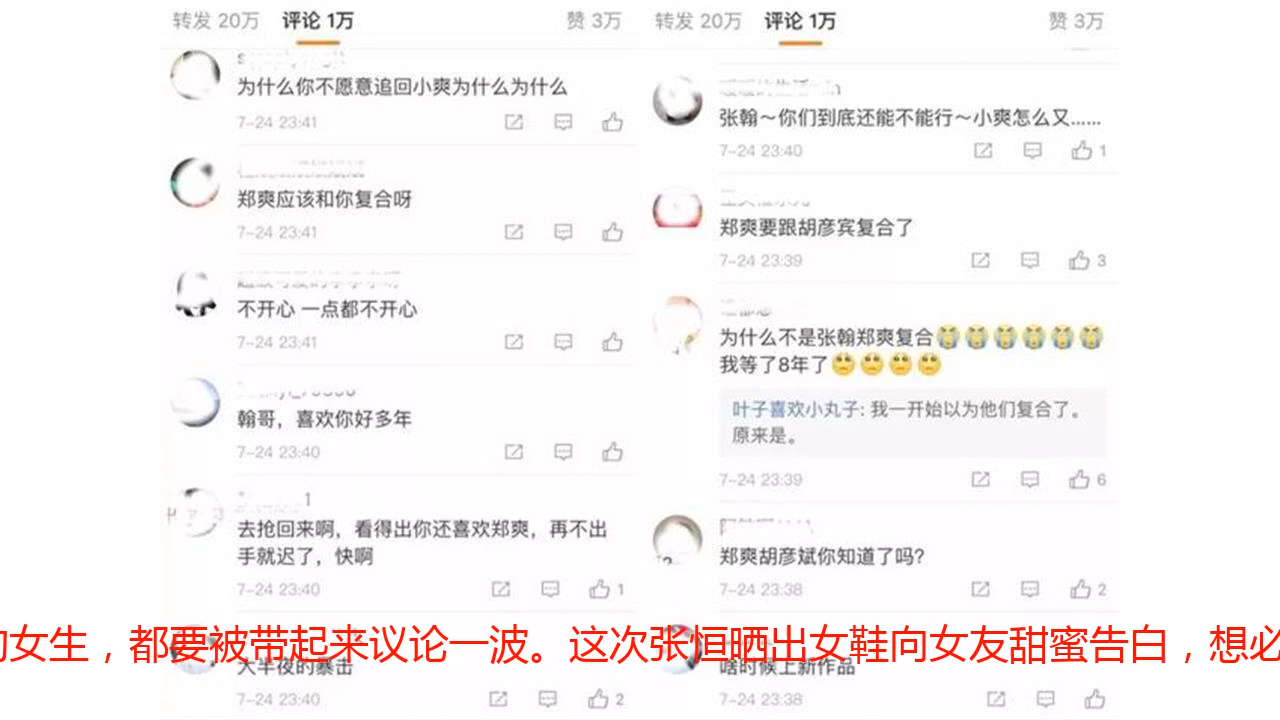 转发 20万 评论 1万 赞 3万
为什么你不愿意追回小爽为什么为什么
7-24 23:41
郑爽应该和你复合呀
7-24 23:41
不开心 一点都不开心
7-24 23:41
翰哥，喜欢你好多年
7-24 23:40
去抢回来啊，看得出你还喜欢郑爽，再不出
手就迟了，快啊
7-24 23:40 1
大半夜的暴击
7-24 23:40 2
转发 20万 评论 1万 赞 3万
张翰～你们到底还能不能行～小爽怎么又......
7-24 23:40 1
郑爽要跟胡彦宾复合了
7-24 23:39 3
为什么不是张翰郑爽复合😭😭😭😭😭😭
我等了8年了
叶子喜欢小丸子: 我一开始以为他们复合了。
原来是。
7-24 23:39 6
郑爽胡彦斌你知道了吗?
7-24 23:38 2
啥时候上新作品
7-24 23:38
女生，都要被带起来议论一波。这次张恒晒出女鞋向女友甜蜜告白，想必